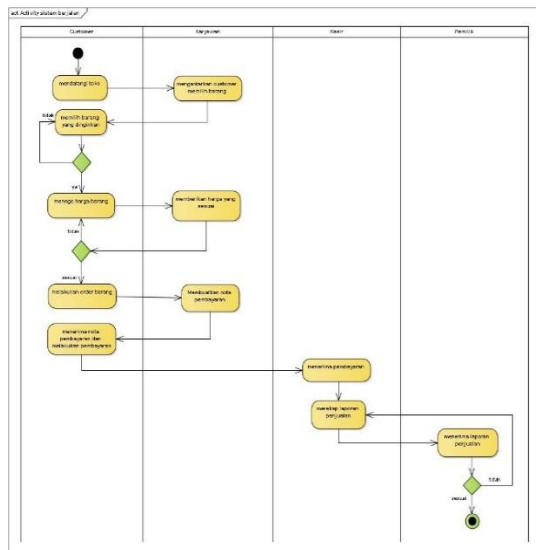 act Activity sistem berjalan
Customer
Karyawan
Kasir
Pemilik
mendatangi toko
mengantarkan customer
memilih barang
memilih barang
yang diinginkan
tidak
ya
menego harga barang
memberikan harga yang
sesuai
tidak
sesuai
melakukan order barang
Membuatkan nota
pembayaran
menerima nota
pembayaran dan
melakukan pembayaran
menerima pembayaran
merekap laporan
penjualan
menerima laporan
penjualan
tidak
sesuai